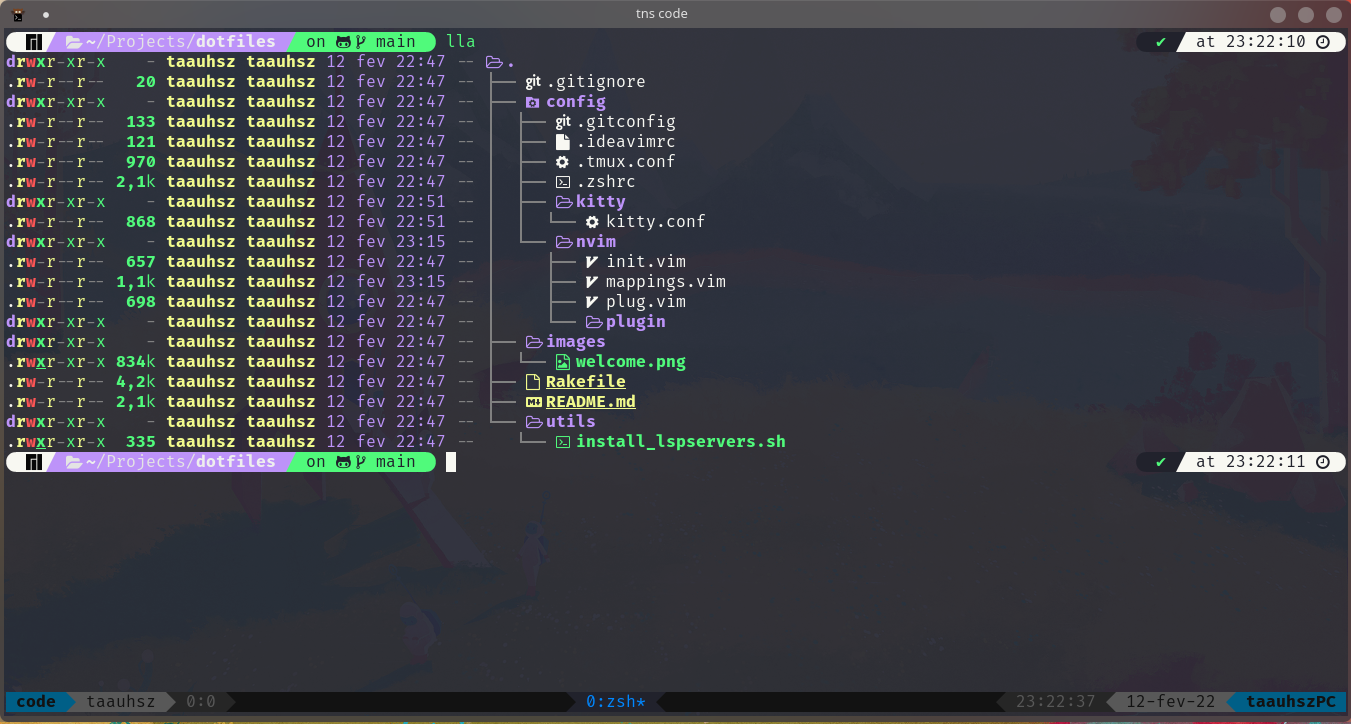 tns code
~/Projects/dotfiles on main lla ✔ at 23:22:10
drwxr-xr-x - taauhsz taauhsz 12 fev 22:47 -- .
.rw-r--r-- 20 taauhsz taauhsz 12 fev 22:47 -- ├── git .gitignore
drwxr-xr-x - taauhsz taauhsz 12 fev 22:47 -- ├── config
.rw-r--r-- 133 taauhsz taauhsz 12 fev 22:47 -- │ ├── git .gitconfig
.rw-r--r-- 121 taauhsz taauhsz 12 fev 22:47 -- │ ├── .ideavimrc
.rw-r--r-- 970 taauhsz taauhsz 12 fev 22:47 -- │ ├── .tmux.conf
.rw-r--r-- 2,1k taauhsz taauhsz 12 fev 22:47 -- │ ├── .zshrc
drwxr-xr-x - taauhsz taauhsz 12 fev 22:51 -- │ ├── kitty
.rw-r--r-- 868 taauhsz taauhsz 12 fev 22:51 -- │ │ └── kitty.conf
drwxr-xr-x - taauhsz taauhsz 12 fev 23:15 -- │ └── nvim
.rw-r--r-- 657 taauhsz taauhsz 12 fev 22:47 -- │ ├── init.vim
.rw-r--r-- 1,1k taauhsz taauhsz 12 fev 23:15 -- │ ├── mappings.vim
.rw-r--r-- 698 taauhsz taauhsz 12 fev 22:47 -- │ ├── plug.vim
drwxr-xr-x - taauhsz taauhsz 12 fev 22:47 -- │ └── plugin
drwxr-xr-x - taauhsz taauhsz 12 fev 22:47 -- ├── images
.rwxr-xr-x 834k taauhsz taauhsz 12 fev 22:47 -- │ └── welcome.png
.rw-r--r-- 4,2k taauhsz taauhsz 12 fev 22:47 -- ├── Rakefile
.rw-r--r-- 2,1k taauhsz taauhsz 12 fev 22:47 -- ├── README.md
drwxr-xr-x - taauhsz taauhsz 12 fev 22:47 -- └── utils
.rwxr-xr-x 335 taauhsz taauhsz 12 fev 22:47 -- └── install_lspservers.sh
~/Projects/dotfiles on main ✔ at 23:22:11
code taauhsz 0:0 0:zsh* 23:22:37 12-fev-22 taauhszPC